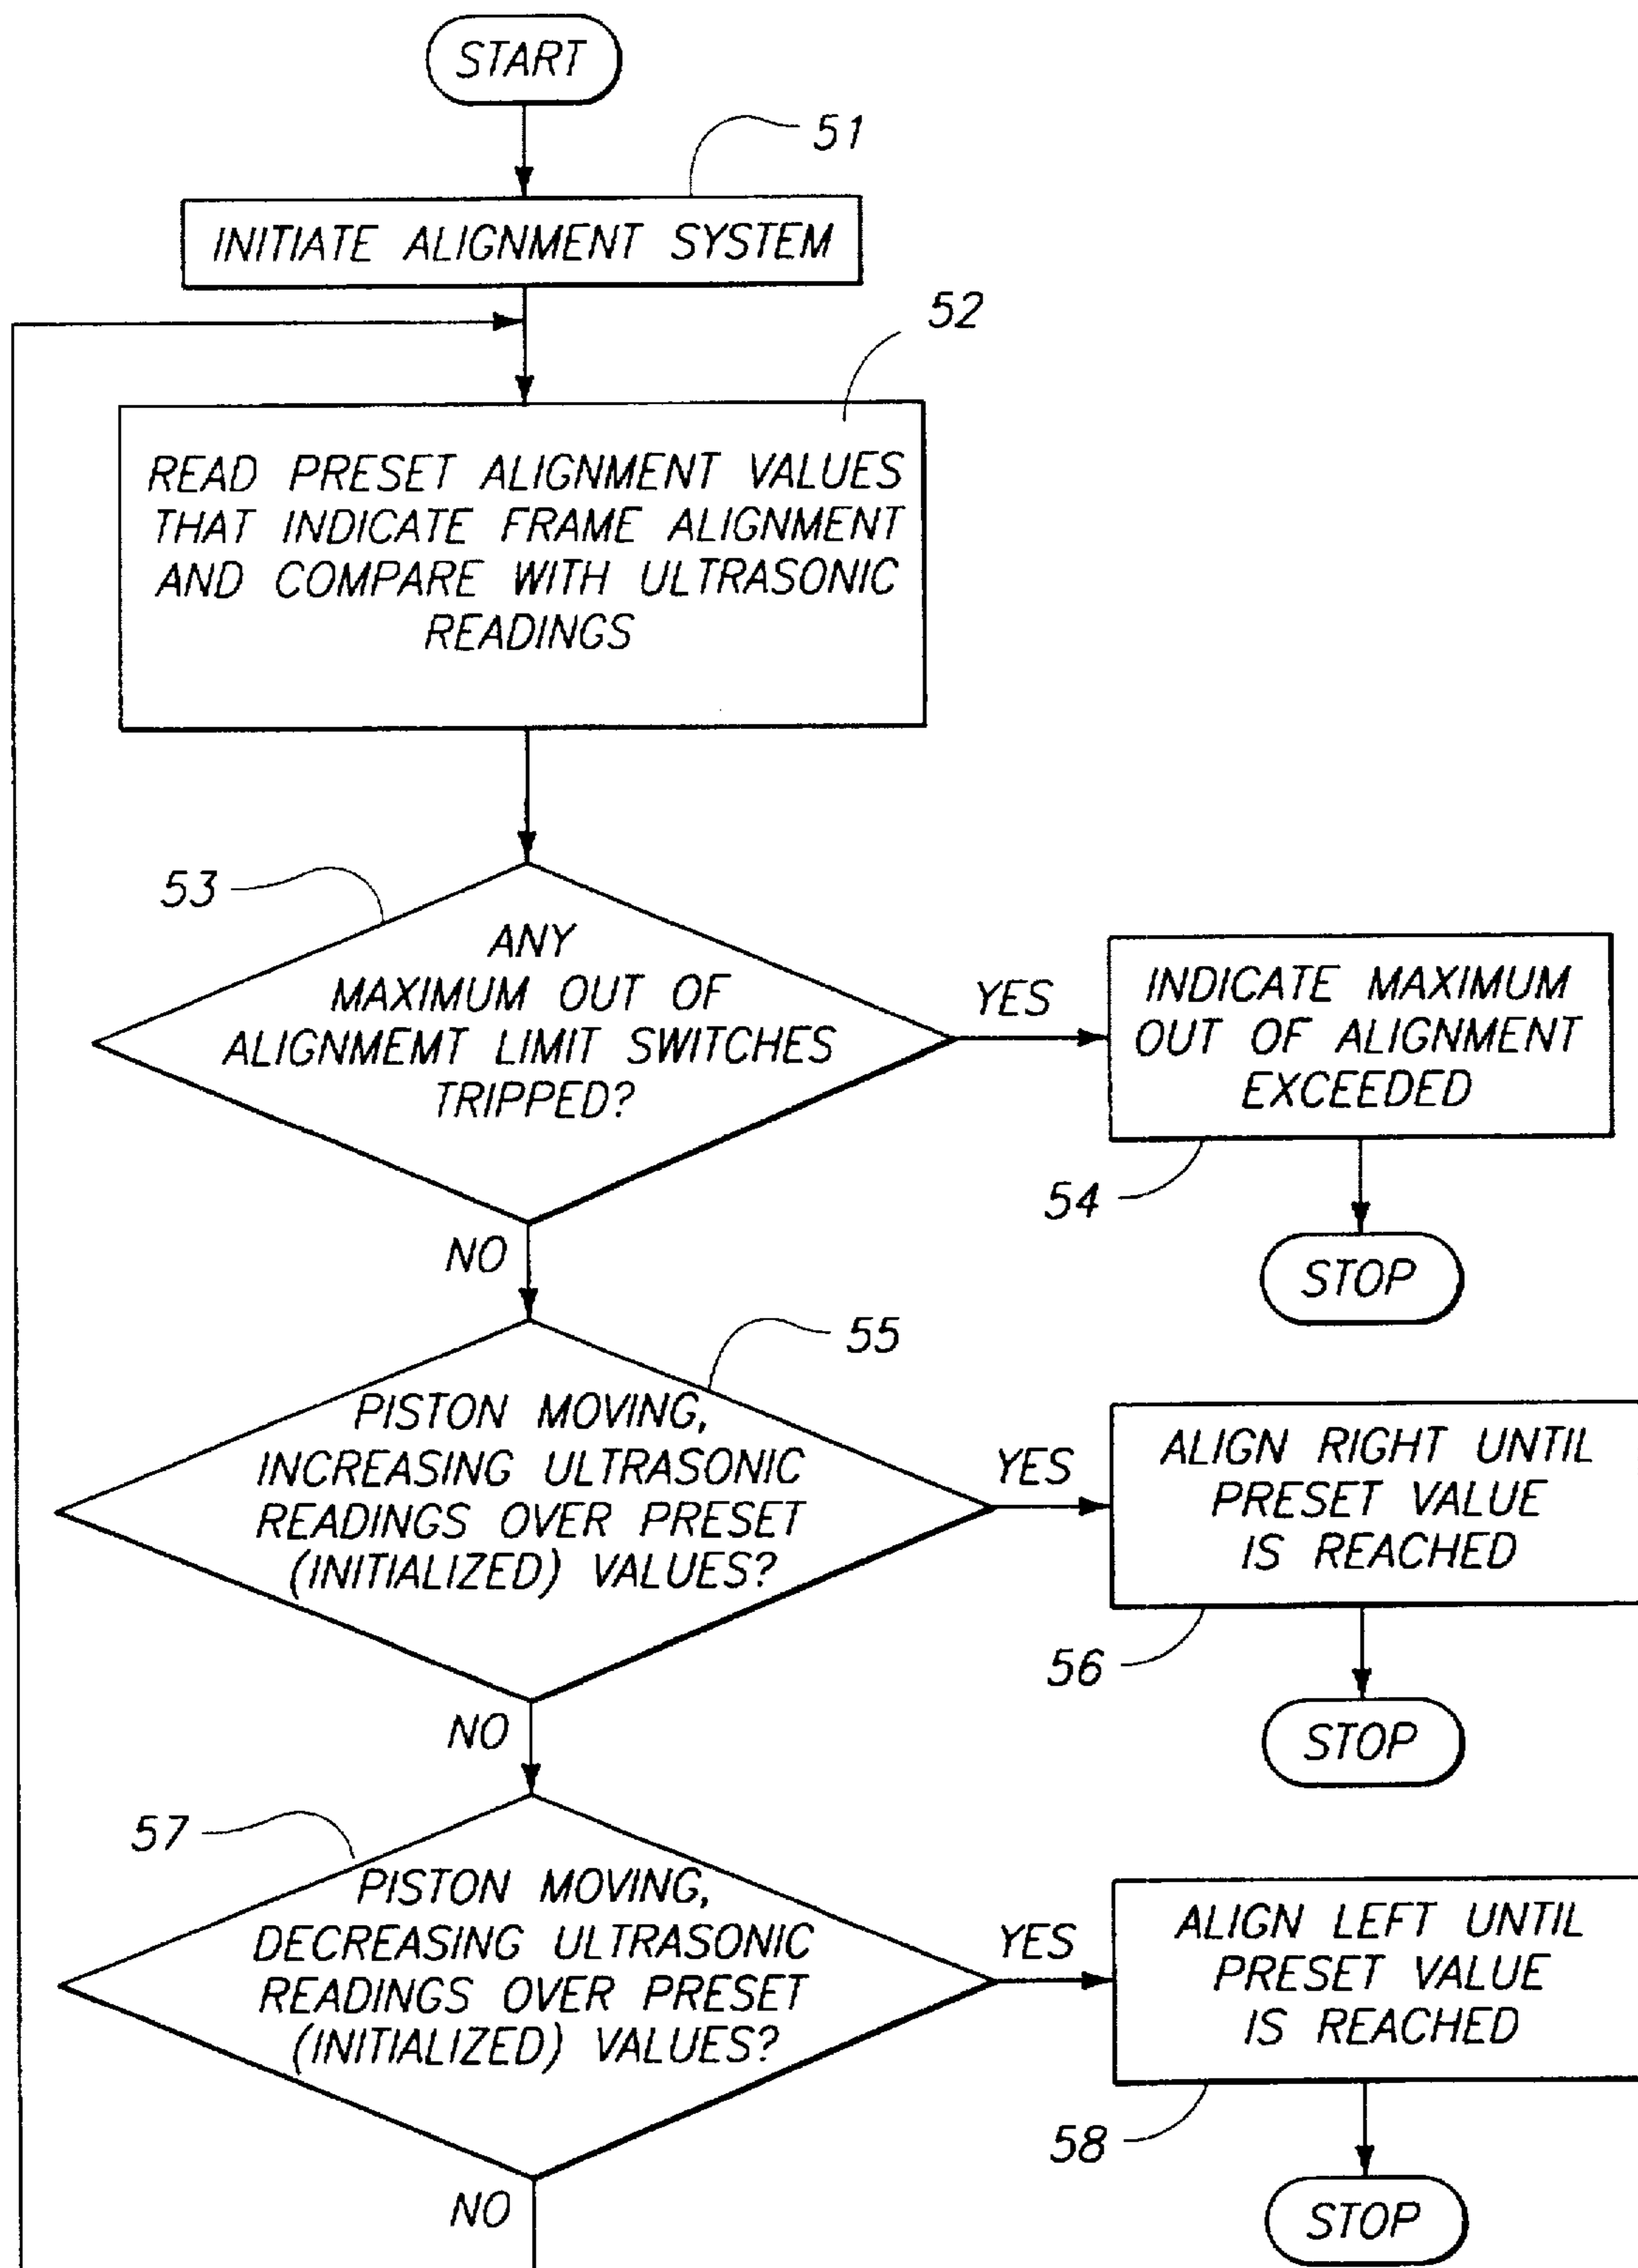 START
51
INITIATE ALIGNMENT SYSTEM
52
READ PRESET ALIGNMENT VALUES
THAT INDICATE FRAME ALIGNMENT
AND COMPARE WITH ULTRASONIC
READINGS
53
ANY
MAXIMUM OUT OF
ALIGNMEMT LIMIT SWITCHES
TRIPPED?
YES
INDICATE MAXIMUM
OUT OF ALIGNMENT
EXCEEDED
54
STOP
NO
55
PISTON MOVING,
INCREASING ULTRASONIC
READINGS OVER PRESET
(INITIALIZED) VALUES?
YES
ALIGN RIGHT UNTIL
PRESET VALUE
IS REACHED
56
STOP
NO
57
PISTON MOVING,
DECREASING ULTRASONIC
READINGS OVER PRESET
(INITIALIZED) VALUES?
YES
ALIGN LEFT UNTIL
PRESET VALUE
IS REACHED
58
STOP
NO